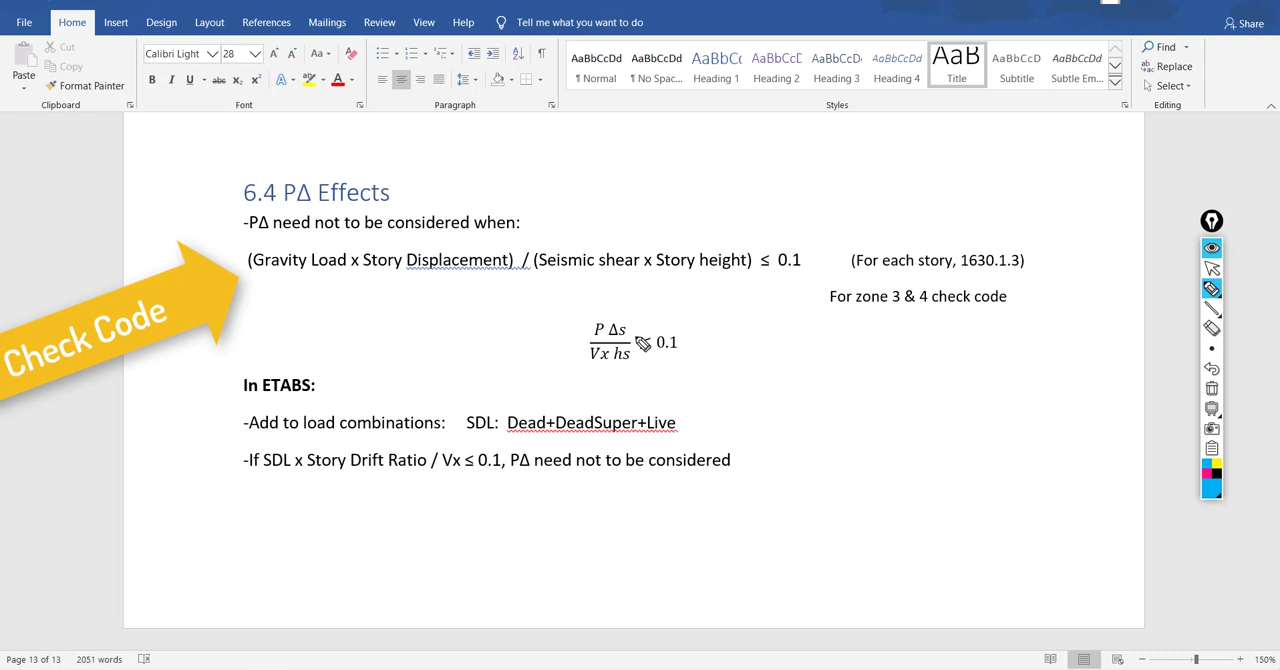 File Home Insert Design Layout References Mailings Review View Help Tell me what you want to do Share
Cut
Copy
Paste
Format Painter
Clipboard
Calibri Light 28
Aa
B I U abc x₂ x² A A
Font
Paragraph
AaBbCcDd AaBbCcDd AaBbCc AaBbCcE AaBbCcDc AaBbCcDd AaB AaBbCcD AaBbCcDd
¶ Normal ¶ No Spac... Heading 1 Heading 2 Heading 3 Heading 4 Title Subtitle Subtle Em...
Styles
Find
Replace
Select
Editing
6.4 PΔ Effects
-PΔ need not to be considered when:
(Gravity Load x Story Displacement) / (Seismic shear x Story height) ≤ 0.1 (For each story, 1630.1.3)
For zone 3 & 4 check code
Check Code
P Δs
Vx hs
0.1
In ETABS:
-Add to load combinations: SDL: Dead+DeadSuper+Live
-If SDL x Story Drift Ratio / Vx ≤ 0.1, PΔ need not to be considered
Page 13 of 13 2051 words 150%